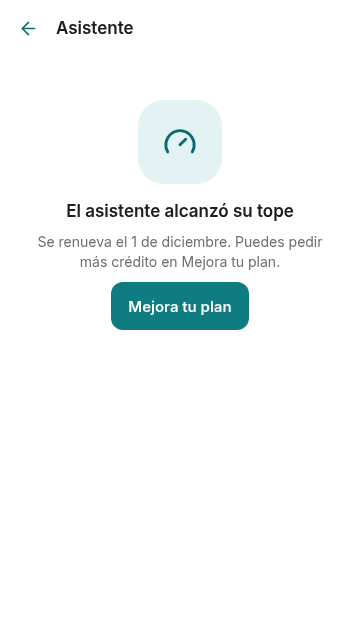 Asistente
El asistente alcanzó su tope
Se renueva el 1 de diciembre. Puedes pedir
más crédito en Mejora tu plan.
Mejora tu plan